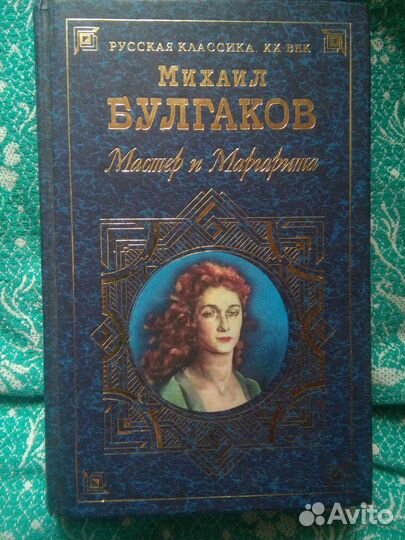 РУССКАЯ КЛАССИКА. XX ВЕК
МИХАИЛ
БУЛГАКОВ
Мастер и Маргарита
Avito